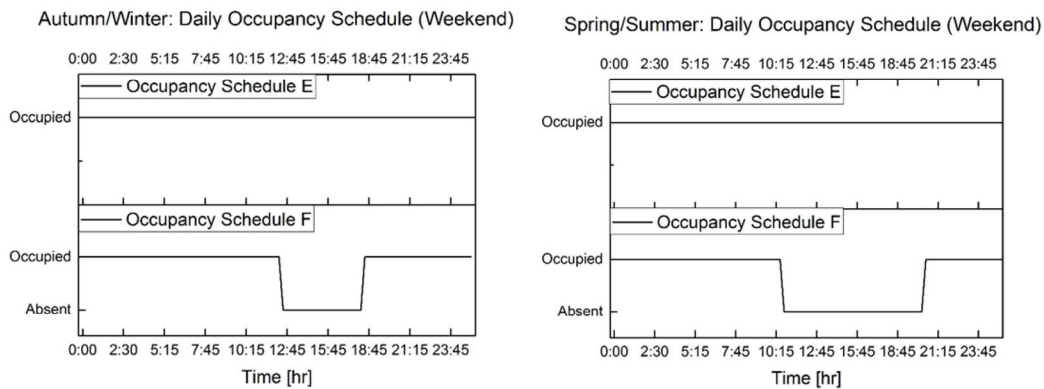 Autumn/Winter: Daily Occupancy Schedule (Weekend)
0:00 2:30 5:15 7:45 10:15 12:45 15:45 18:45 21:15 23:45
Occupancy Schedule E
Occupied
Occupancy Schedule F
Occupied
Absent
0:00 2:30 5:15 7:45 10:15 12:45 15:45 18:45 21:15 23:45
Time [hr]
Spring/Summer: Daily Occupancy Schedule (Weekend)
0:00 2:30 5:15 7:45 10:15 12:45 15:45 18:45 21:15 23:45
Occupancy Schedule E
Occupied
Occupancy Schedule F
Occupied
Absent
0:00 2:30 5:15 7:45 10:15 12:45 15:45 18:45 21:15 23:45
Time [hr]